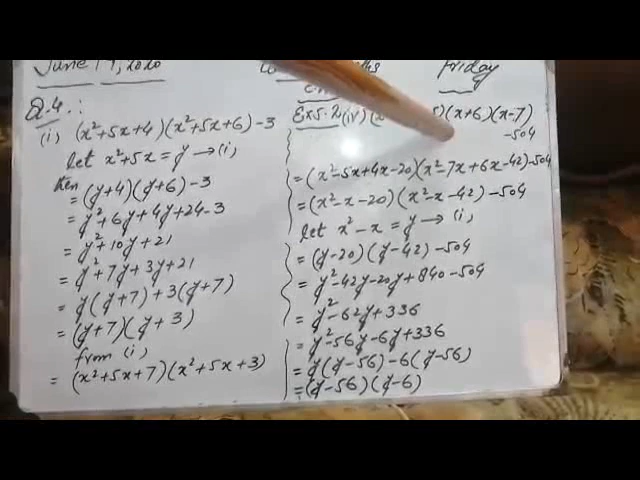 June 19, 2020
Friday
Q.4 :
(i) (x²+5x+4)(x²+5x+6)-3
let x²+5x=y→(i)
then
=(y+4)(y+6)-3
=y²+6y+4y+24-3
=y²+10y+21
=y²+7y+3y+21
=y(y+7)+3(y+7)
=(y+7)(y+3)
from (i)
=(x²+5x+7)(x²+5x+3)
Ex5.2 (iv) (x 5)(x+6)(x-7)
-504
=(x²-5x+4x-20)(x²-7x+6x-42)-504
=(x²-x-20)(x²-x-42)-504
let x²-x=y→(i)
=(y-20)(y-42)-504
=y²-42y-20y+840-504
=y²-62y+336
=y²-56y-6y+336
=y(y-56)-6(y-56)
=(y-56)(y-6)